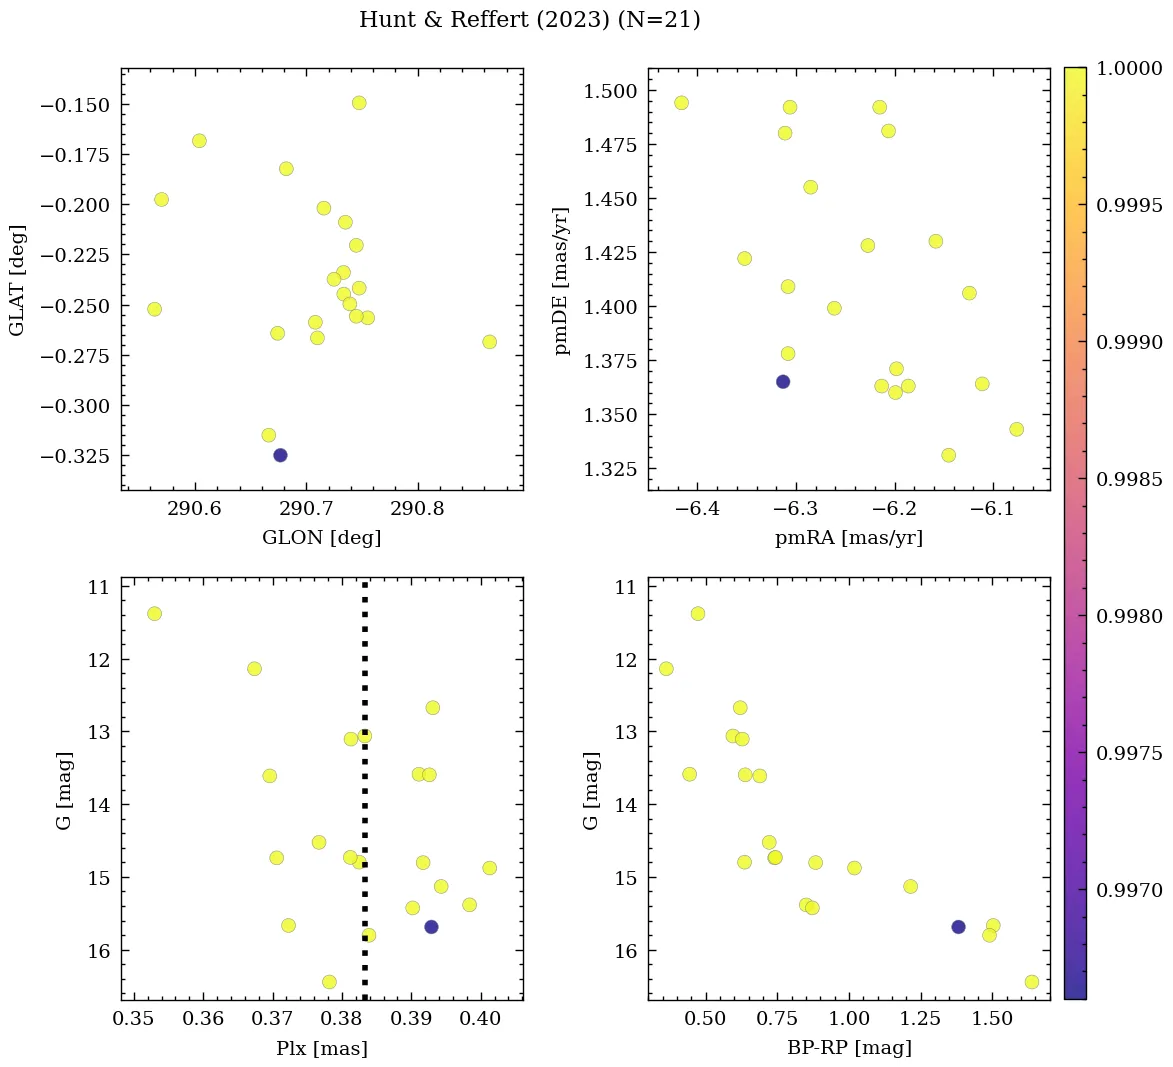 Hunt & Reffert (2023) (N=21)
−0.150
−0.175
−0.200
−0.225
−0.250
−0.275
−0.300
−0.325
GLAT [deg]
290.6 290.7 290.8
GLON [deg]
1.500
1.475
1.450
1.425
1.400
1.375
1.350
1.325
pmDE [mas/yr]
−6.4 −6.3 −6.2 −6.1
pmRA [mas/yr]
11
12
13
14
15
16
G [mag]
0.35 0.36 0.37 0.38 0.39 0.40
Plx [mas]
11
12
13
14
15
16
G [mag]
0.50 0.75 1.00 1.25 1.50
BP-RP [mag]
1.0000
0.9995
0.9990
0.9985
0.9980
0.9975
0.9970